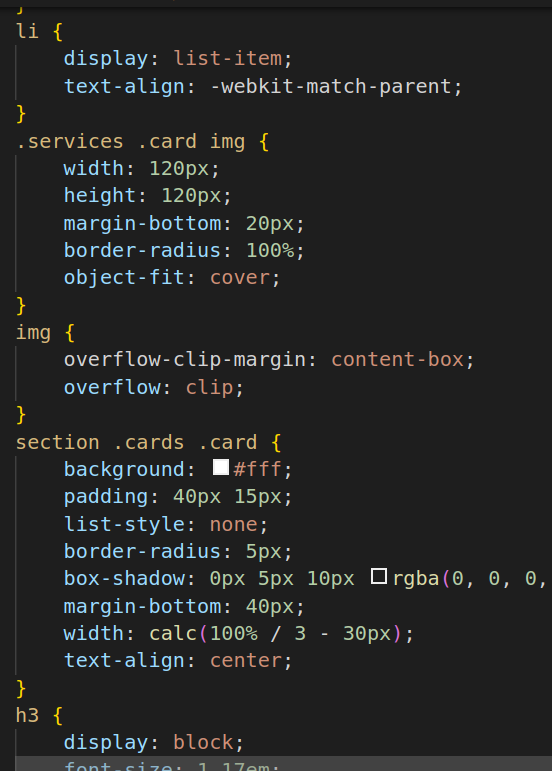 }
li {
    display: list-item;
    text-align: -webkit-match-parent;
}
.services .card img {
    width: 120px;
    height: 120px;
    margin-bottom: 20px;
    border-radius: 100%;
    object-fit: cover;
}
img {
    overflow-clip-margin: content-box;
    overflow: clip;
}
section .cards .card {
    background: #fff;
    padding: 40px 15px;
    list-style: none;
    border-radius: 5px;
    box-shadow: 0px 5px 10px rgba(0, 0, 0,
    margin-bottom: 40px;
    width: calc(100% / 3 - 30px);
    text-align: center;
}
h3 {
    display: block;
    font-size: 1.17em;